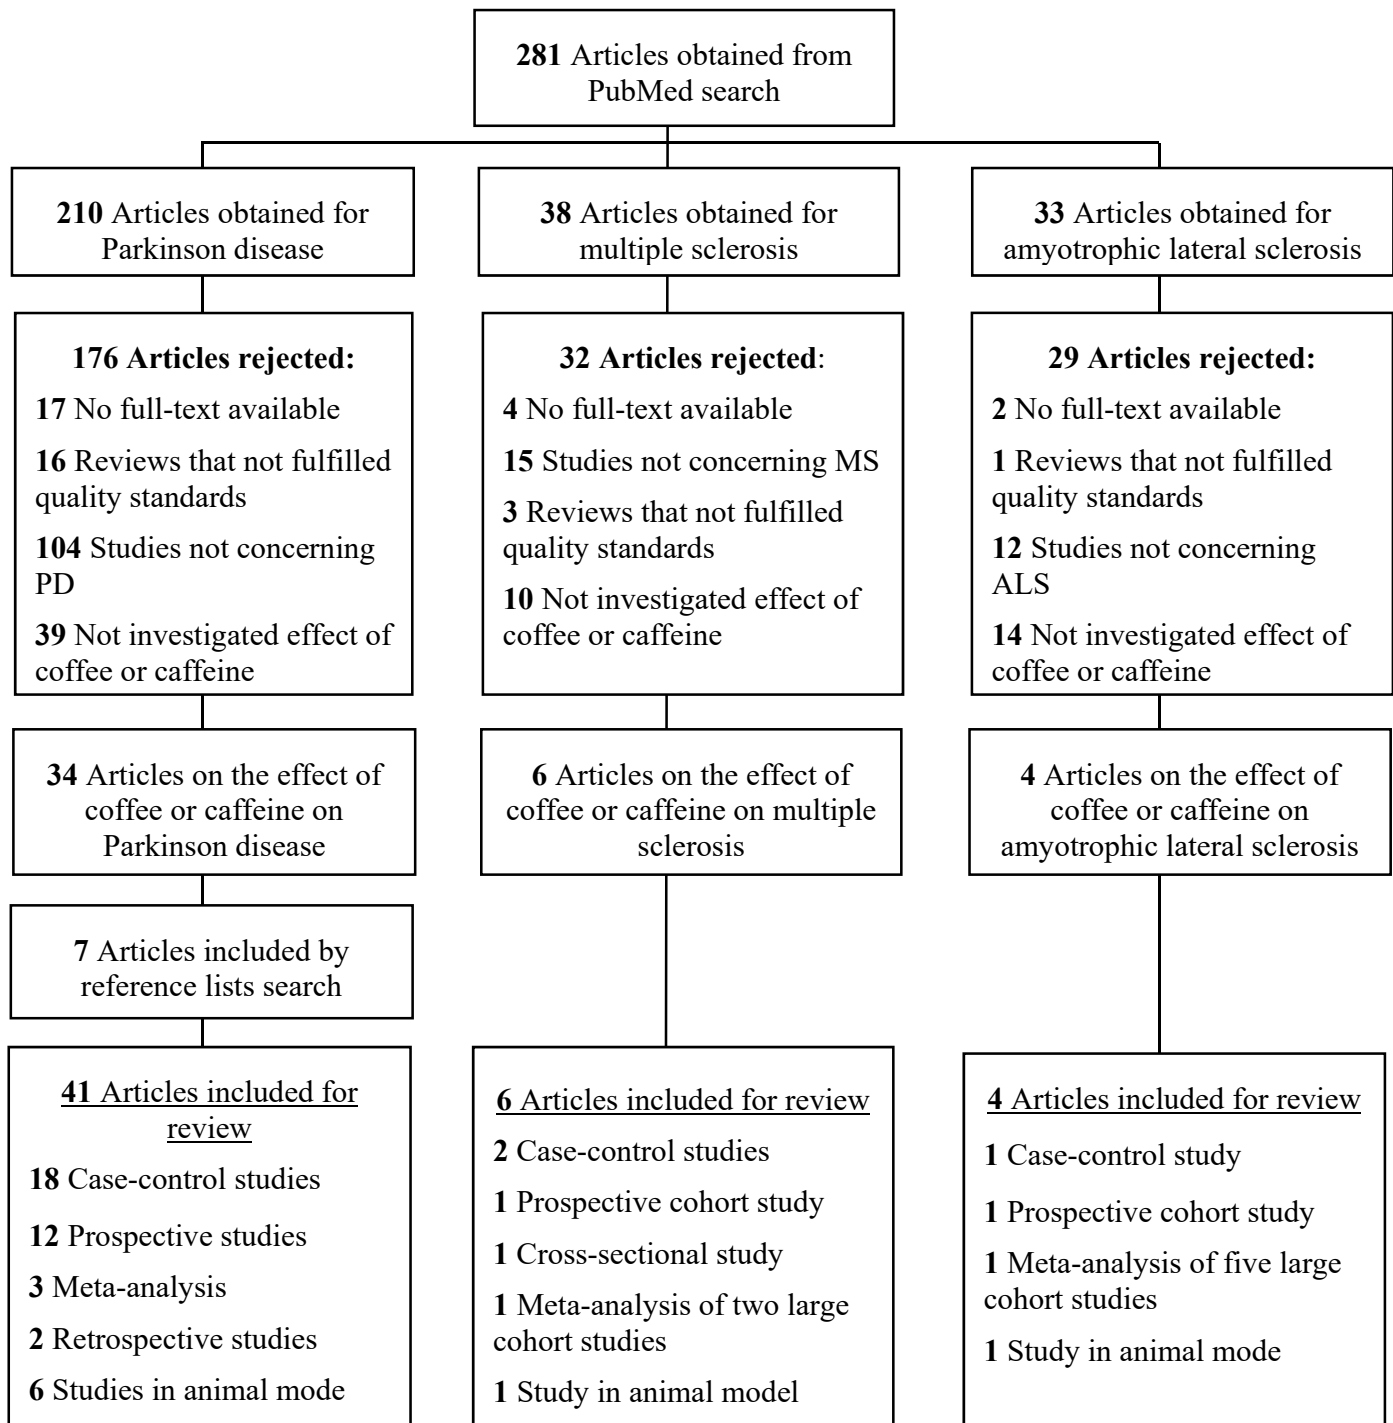 281 Articles obtained from
PubMed search
210 Articles obtained for
Parkinson disease
38 Articles obtained for
multiple sclerosis
33 Articles obtained for
amyotrophic lateral sclerosis
176 Articles rejected:
17 No full-text available
16 Reviews that not fulfilled
quality standards
104 Studies not concerning
PD
39 Not investigated effect of
coffee or caffeine
32 Articles rejected:
4 No full-text available
15 Studies not concerning MS
3 Reviews that not fulfilled
quality standards
10 Not investigated effect of
coffee or caffeine
29 Articles rejected:
2 No full-text available
1 Reviews that not fulfilled
quality standards
12 Studies not concerning
ALS
14 Not investigated effect of
coffee or caffeine
34 Articles on the effect of
coffee or caffeine on
Parkinson disease
6 Articles on the effect of
coffee or caffeine on multiple
sclerosis
4 Articles on the effect of
coffee or caffeine on
amyotrophic lateral sclerosis
7 Articles included by
reference lists search
41 Articles included for
review
18 Case-control studies
12 Prospective studies
3 Meta-analysis
2 Retrospective studies
6 Studies in animal mode
6 Articles included for review
2 Case-control studies
1 Prospective cohort study
1 Cross-sectional study
1 Meta-analysis of two large
cohort studies
1 Study in animal model
4 Articles included for review
1 Case-control study
1 Prospective cohort study
1 Meta-analysis of five large
cohort studies
1 Study in animal mode